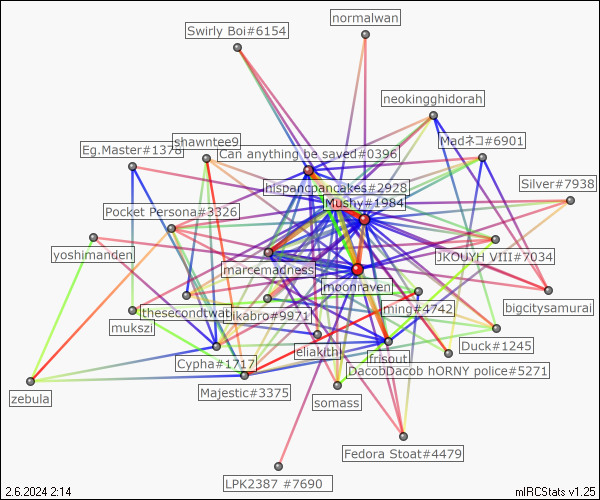 normalwan
Swirly Boi#6154
neokingghidorah
Madネコ#6901
shawntee9
Eg.Master#1378
Can anything be saved#0396
hispancpancakes#2928
Silver#7938
Mushy#1984
Pocket Persona#3326
yoshimanden
JKOUYH VIII#7034
marcemadness
moonraven
bigcitysamurai
thesecondtwat
ikabro#9971
ming#4742
mukszi
eliakith
Duck#1245
frisout
Cypha#1717
DacobDacob hORNY police#5271
Majestic#3375
zebula
somass
Fedora Stoat#4479
LPK2387 #7690
2.6.2024 2:14
mIRCStats v1.25